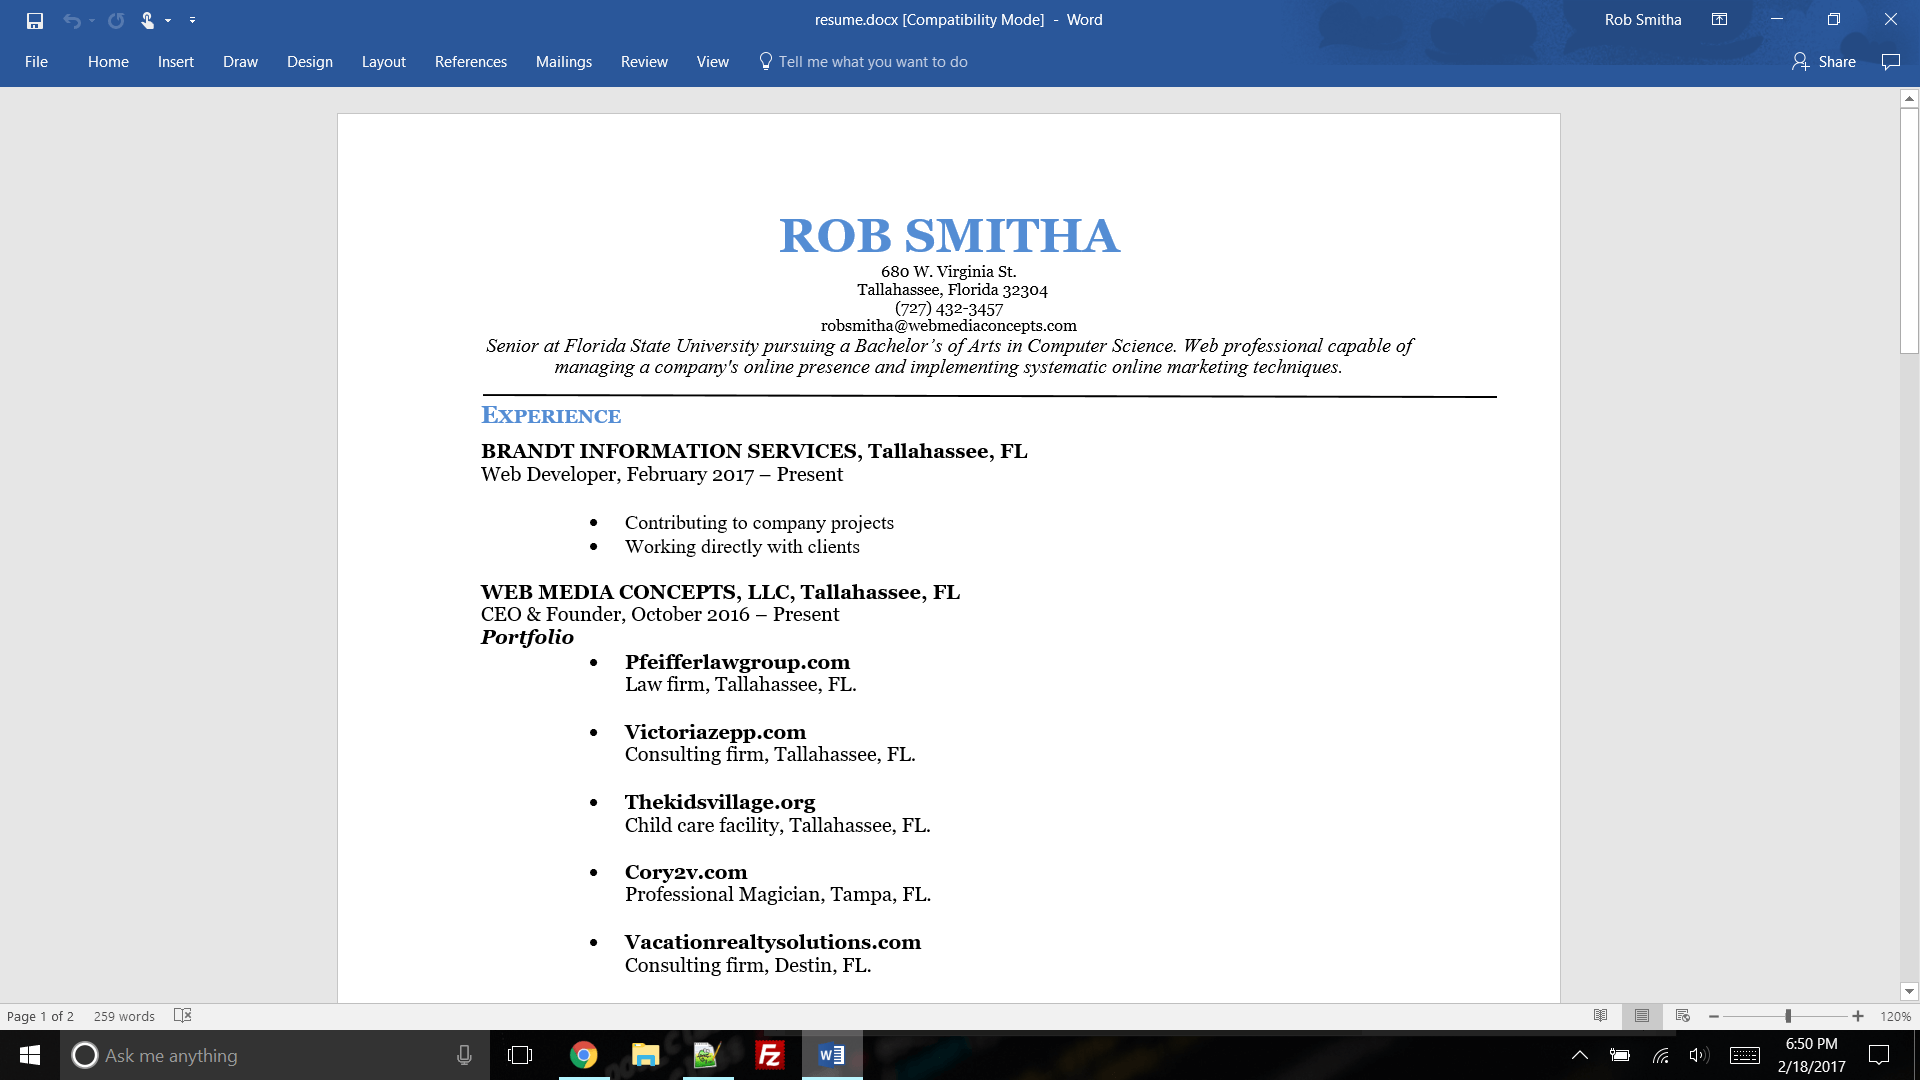 resume.docx [Compatibility Mode] - Word
Rob Smitha
File Home Insert Draw Design Layout References Mailings Review View Tell me what you want to do Share
ROB SMITHA
680 W. Virginia St.
Tallahassee, Florida 32304
(727) 432-3457
robsmitha@webmediaconcepts.com
Senior at Florida State University pursuing a Bachelor’s of Arts in Computer Science. Web professional capable of
managing a company's online presence and implementing systematic online marketing techniques.
EXPERIENCE
BRANDT INFORMATION SERVICES, Tallahassee, FL
Web Developer, February 2017 – Present
• Contributing to company projects
• Working directly with clients
WEB MEDIA CONCEPTS, LLC, Tallahassee, FL
CEO & Founder, October 2016 – Present
Portfolio
• Pfeifferlawgroup.com
Law firm, Tallahassee, FL.
• Victoriazepp.com
Consulting firm, Tallahassee, FL.
• Thekidsvillage.org
Child care facility, Tallahassee, FL.
• Cory2v.com
Professional Magician, Tampa, FL.
• Vacationrealtysolutions.com
Consulting firm, Destin, FL.
Page 1 of 2 259 words
120%
Ask me anything
6:50 PM
2/18/2017